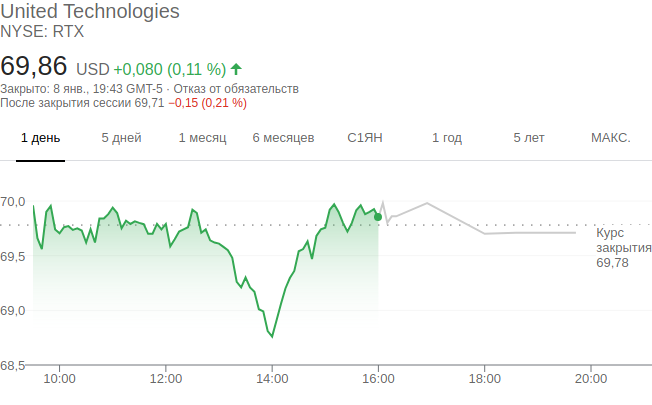 United Technologies
NYSE: RTX
69,86 USD +0,080 (0,11 %)
Закрыто: 8 янв., 19:43 GMT-5 · Отказ от обязательств
После закрытия сессии 69,71 −0,15 (0,21 %)
1 день 5 дней 1 месяц 6 месяцев С1ЯН 1 год 5 лет МАКС.
70,0
Курс
закрытия
69,78
69,5
69,0
68,5
10:00 12:00 14:00 16:00 18:00 20:00